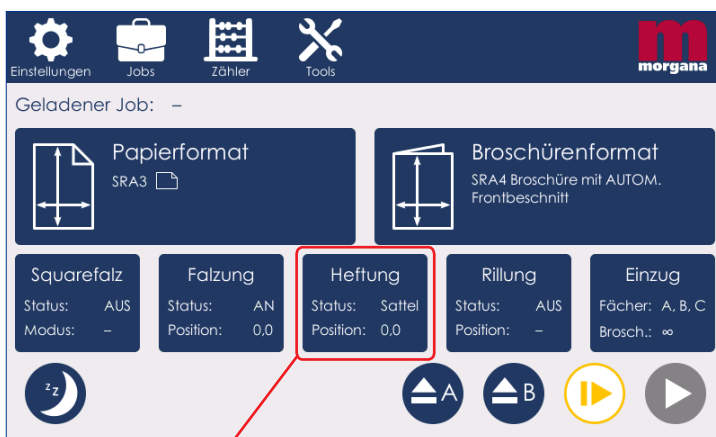 Einstellungen Jobs Zähler Tools
morgana
Geladener Job: –
Papierformat
SRA3
Broschürenformat
SRA4 Broschüre mit AUTOM.
Frontbeschnitt
Squarefalz
Status: AUS
Modus: –
Falzung
Status: AN
Position: 0,0
Heftung
Status: Sattel
Position: 0,0
Rillung
Status: AUS
Position: –
Einzug
Fächer: A, B, C
Brosch.: ∞
z z
A
B